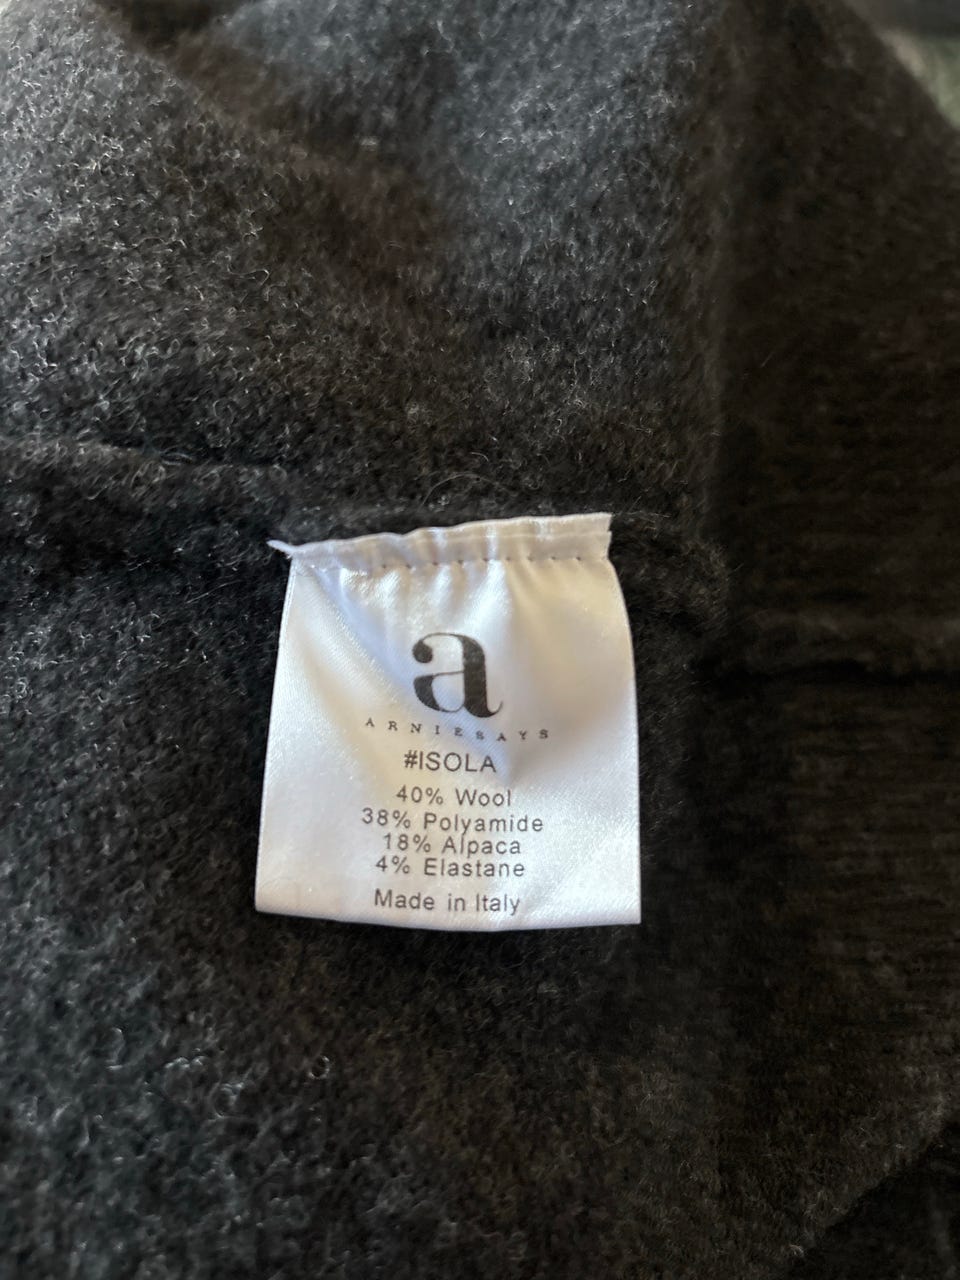 a
ARNIESAYS
#ISOLA
40% Wool
38% Polyamide
18% Alpaca
4% Elastane
Made in Italy